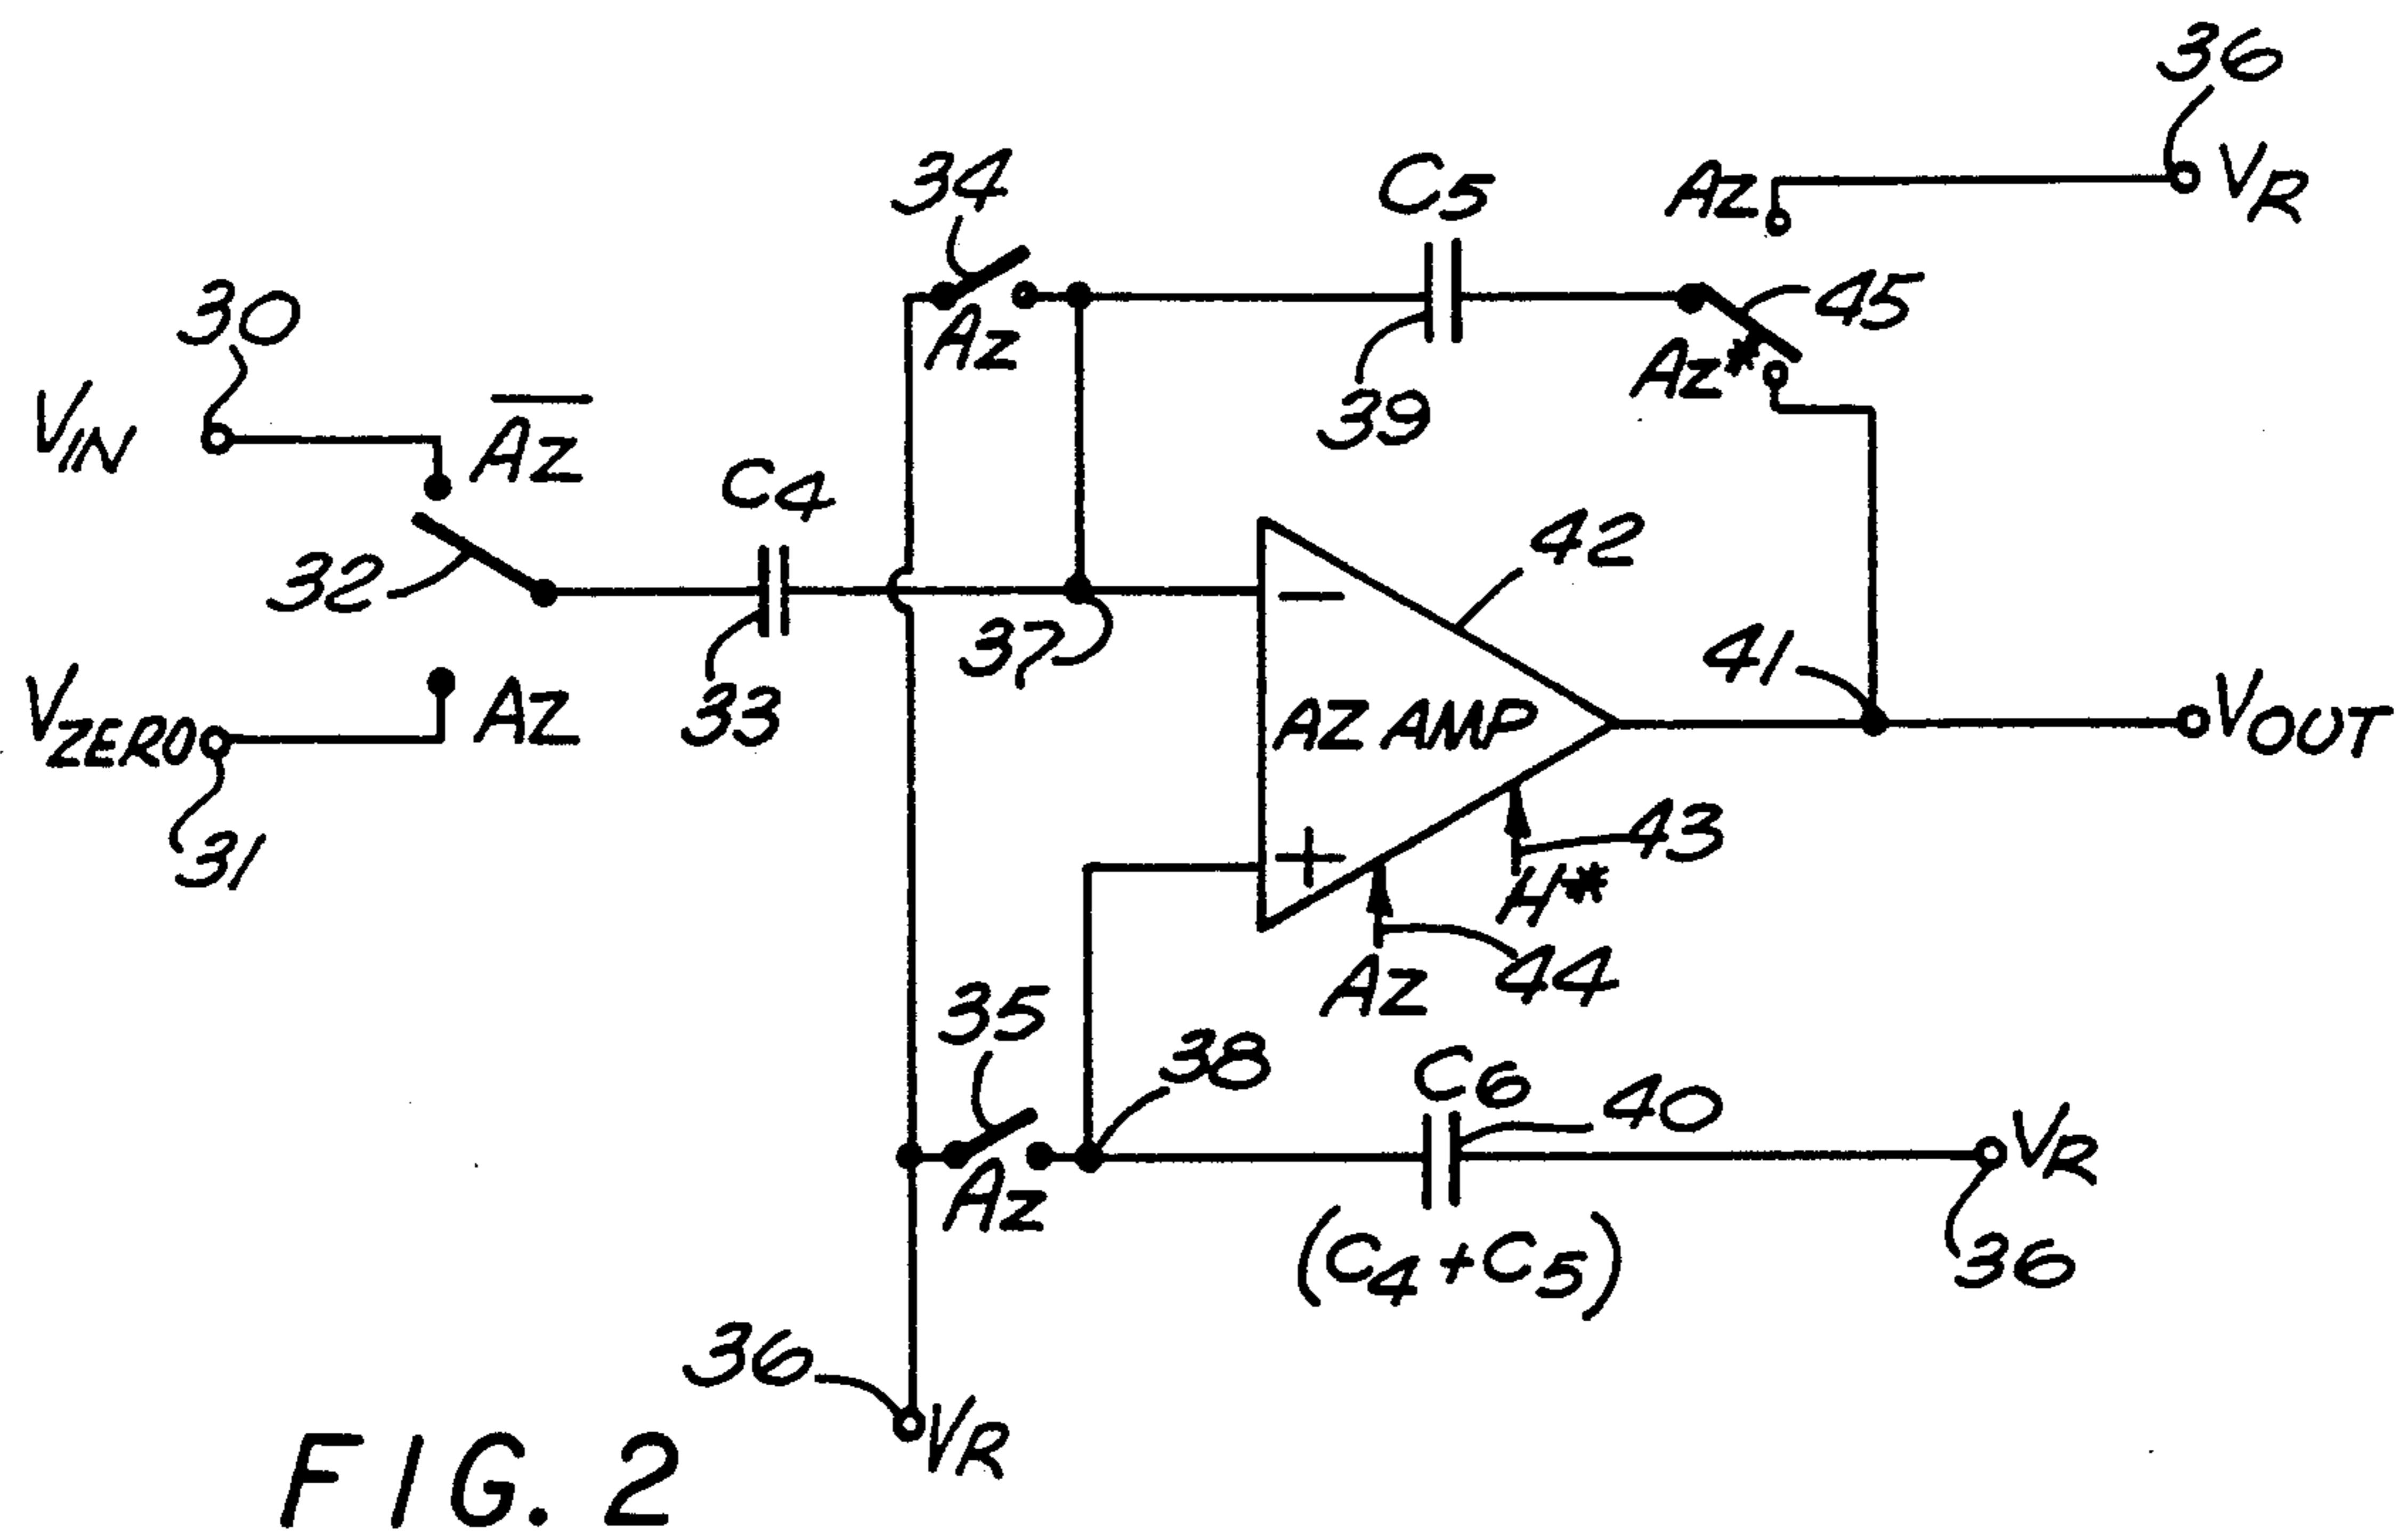 36
VR
AZ
34
C5
45
AZ
AZ*
39
30
VIN
A̅Z̅
C4
32
42
37
33
41
AZ AMP
VOUT
VZERO
AZ
31
−
+
43
H*
44
AZ
35
38
C6
40
VR
AZ
(C4+C5)
36
36
VR
FIG. 2